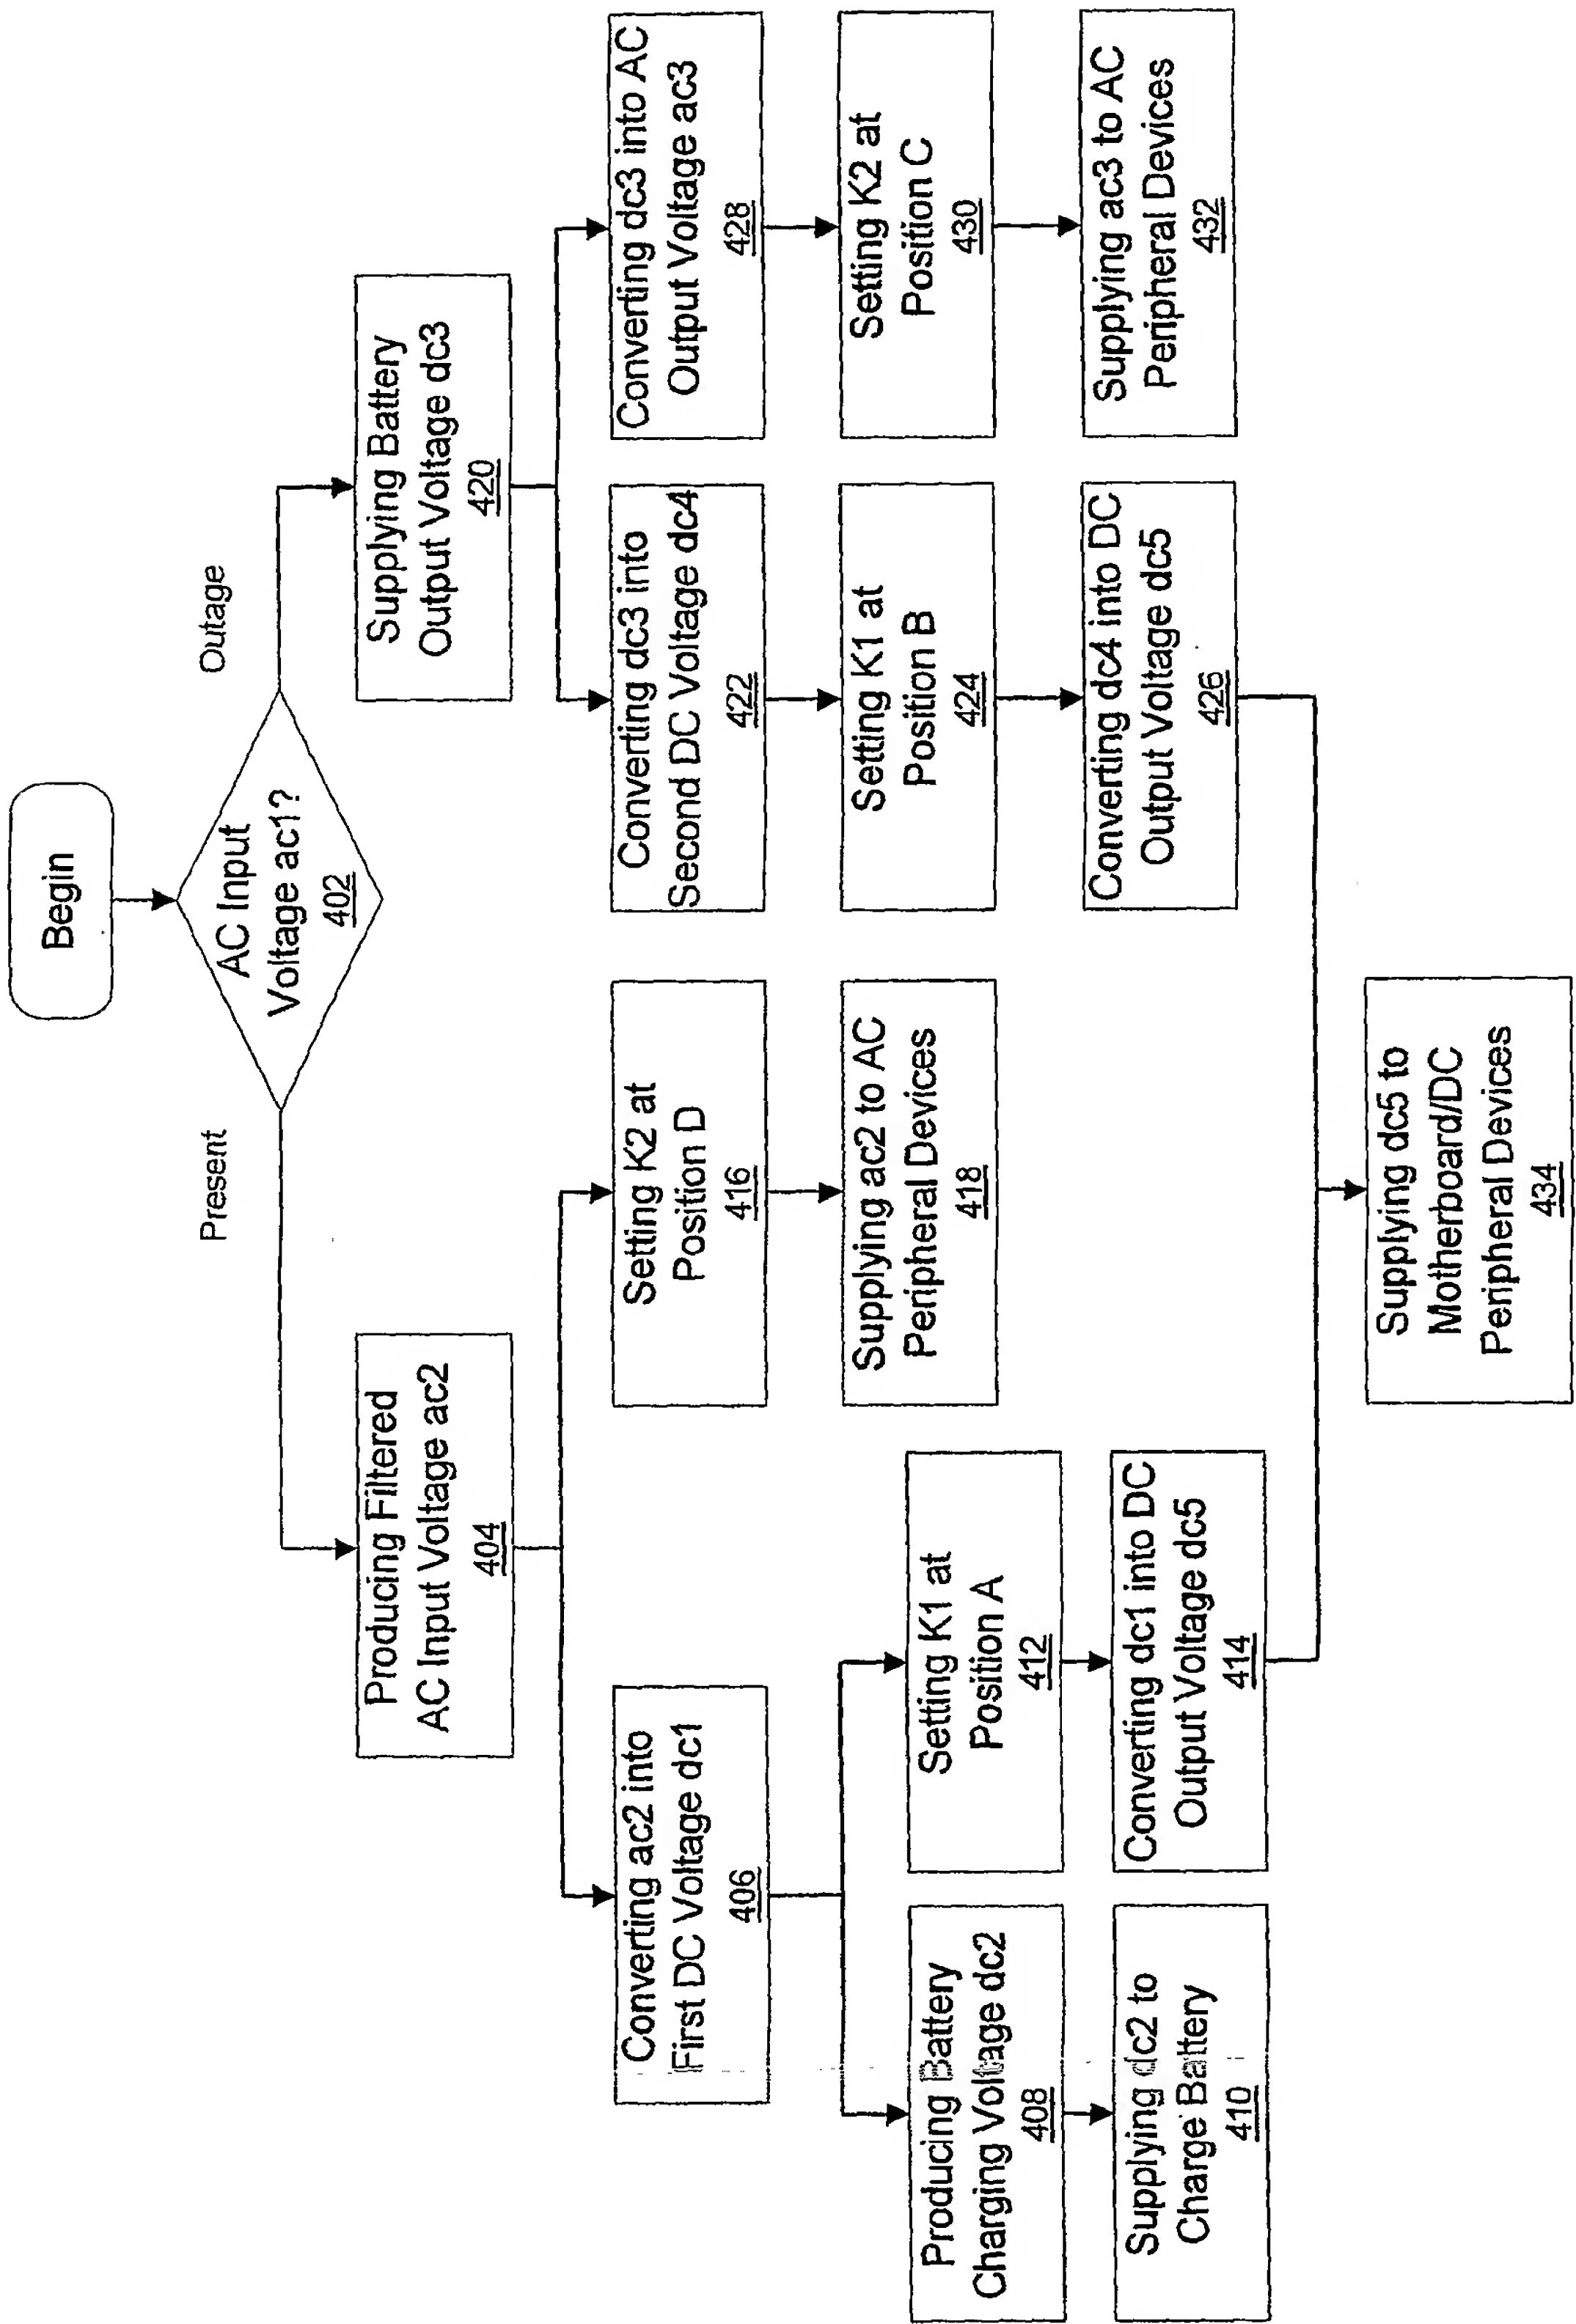 Begin
AC Input
Voltage ac1?
402
Present
Outage
Producing Filtered
AC Input Voltage ac2
404
Supplying Battery
Output Voltage dc3
420
Converting ac2 into
First DC Voltage dc1
406
Setting K2 at
Position D
416
Converting dc3 into
Second DC Voltage dc4
422
Converting dc3 into AC
Output Voltage ac3
428
Producing Battery
Charging Voltage dc2
408
Setting K1 at
Position A
412
Supplying ac2 to AC
Peripheral Devices
418
Setting K1 at
Position B
424
Setting K2 at
Position C
430
Supplying dc2 to
Charge Battery
410
Converting dc1 into DC
Output Voltage dc5
414
Converting dc4 into DC
Output Voltage dc5
426
Supplying ac3 to AC
Peripheral Devices
432
Supplying dc5 to
Motherboard/DC
Peripheral Devices
434